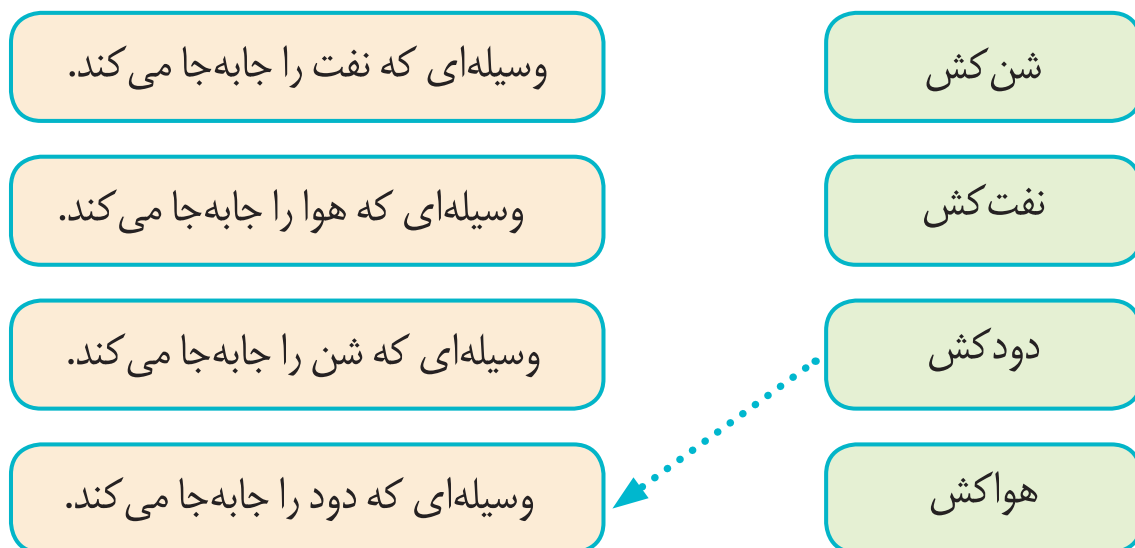 شن‌کش
وسیله‌ای که نفت را جابه‌جا می‌کند.
نفت‌کش
وسیله‌ای که هوا را جابه‌جا می‌کند.
دودکش
وسیله‌ای که شن را جابه‌جا می‌کند.
هواکش
وسیله‌ای که دود را جابه‌جا می‌کند.